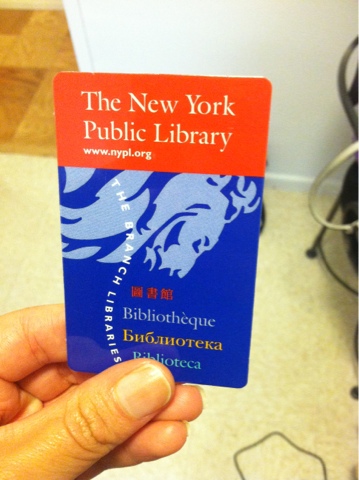 The New York
Public Library
www.nypl.org
THE BRANCH LIBRARIES
圖書館
Bibliothèque
Библиотека
Biblioteca